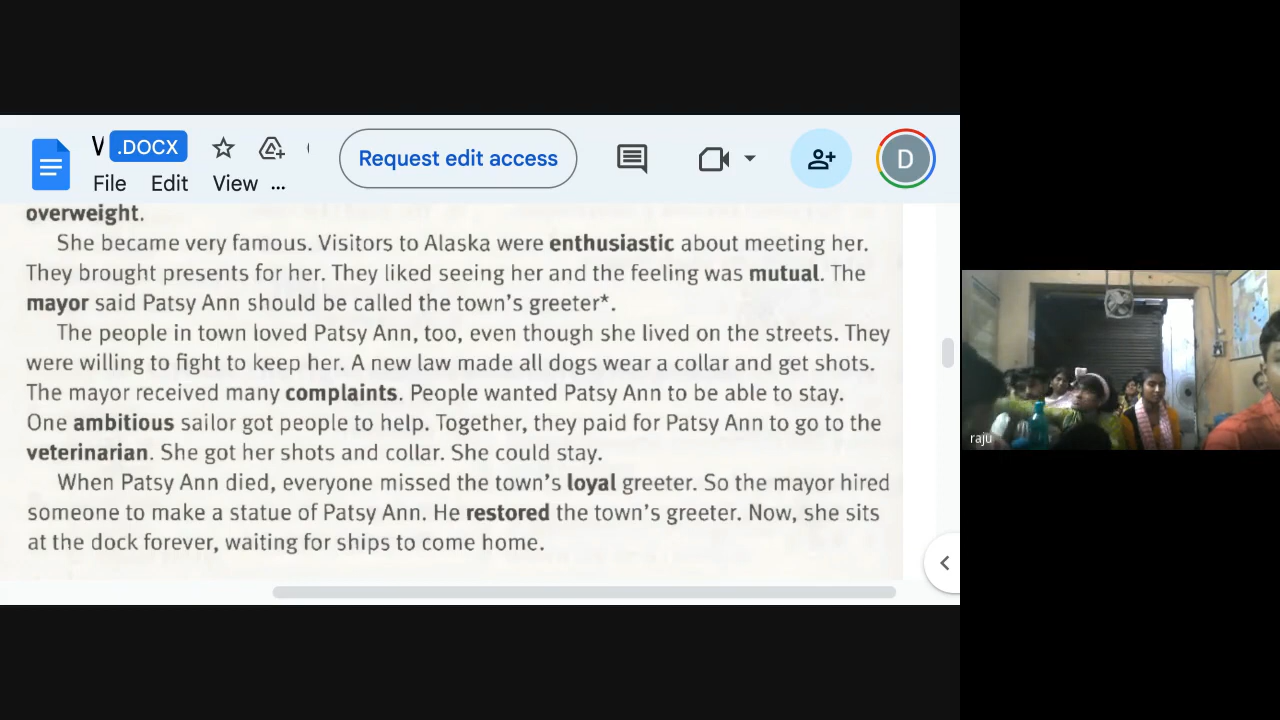 V .DOCX
Request edit access
D
File Edit View ...
overweight.
She became very famous. Visitors to Alaska were enthusiastic about meeting her.
They brought presents for her. They liked seeing her and the feeling was mutual. The
mayor said Patsy Ann should be called the town's greeter*.
The people in town loved Patsy Ann, too, even though she lived on the streets. They
were willing to fight to keep her. A new law made all dogs wear a collar and get shots.
The mayor received many complaints. People wanted Patsy Ann to be able to stay.
One ambitious sailor got people to help. Together, they paid for Patsy Ann to go to the
veterinarian. She got her shots and collar. She could stay.
When Patsy Ann died, everyone missed the town's loyal greeter. So the mayor hired
someone to make a statue of Patsy Ann. He restored the town's greeter. Now, she sits
at the dock forever, waiting for ships to come home.
raju